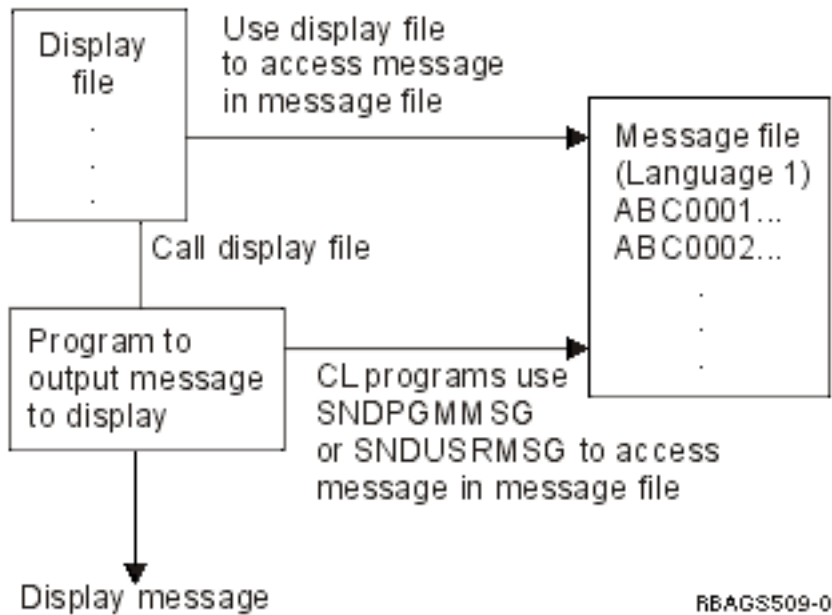 Display
file
.
.
.
Use display file
to access message
in message file
Message file
(Language 1)
ABC0001...
ABC0002...
.
.
.
Call display file
Program to
output message
to display
CL programs use
SNDPGMMSG
or SNDUSRMSG to access
message in message file
Display message
RBAGS509-0